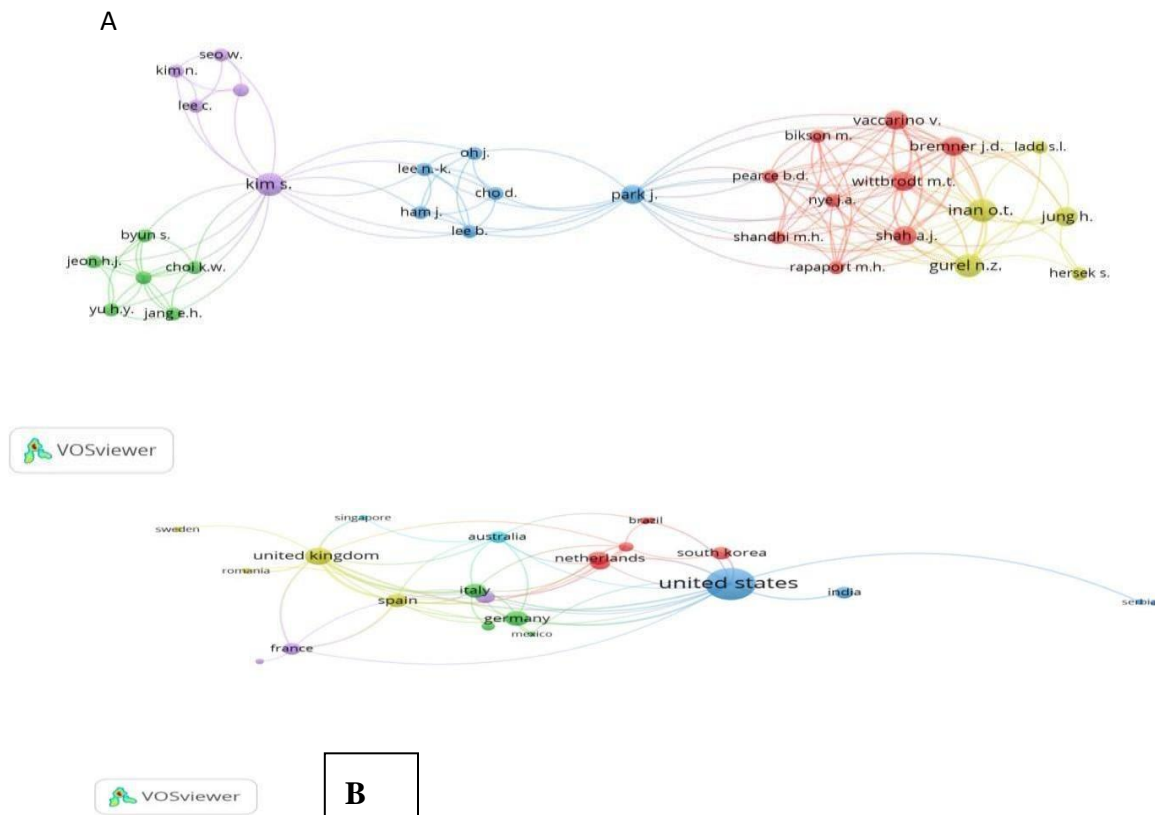 A
seo w.
kim n.
lee c.
kim s.
byun s.
jeon h.j.
choi k.w.
yu h.y.
jang e.h.
oh j.
lee n.-k.
cho d.
ham j.
lee b.
park j.
vaccarino v.
bikson m.
bremner j.d.
ladd s.l.
pearce b.d.
wittbrodt m.t.
nye j.a.
inan o.t.
jung h.
shandhi m.h.
shah a.j.
rapaport m.h.
gurel n.z.
hersek s.
VOSviewer
sweden
singapore
brazil
australia
united kingdom
netherlands
south korea
romania
italy
united states
spain
india
serbia
germany
mexico
france
VOSviewer
B